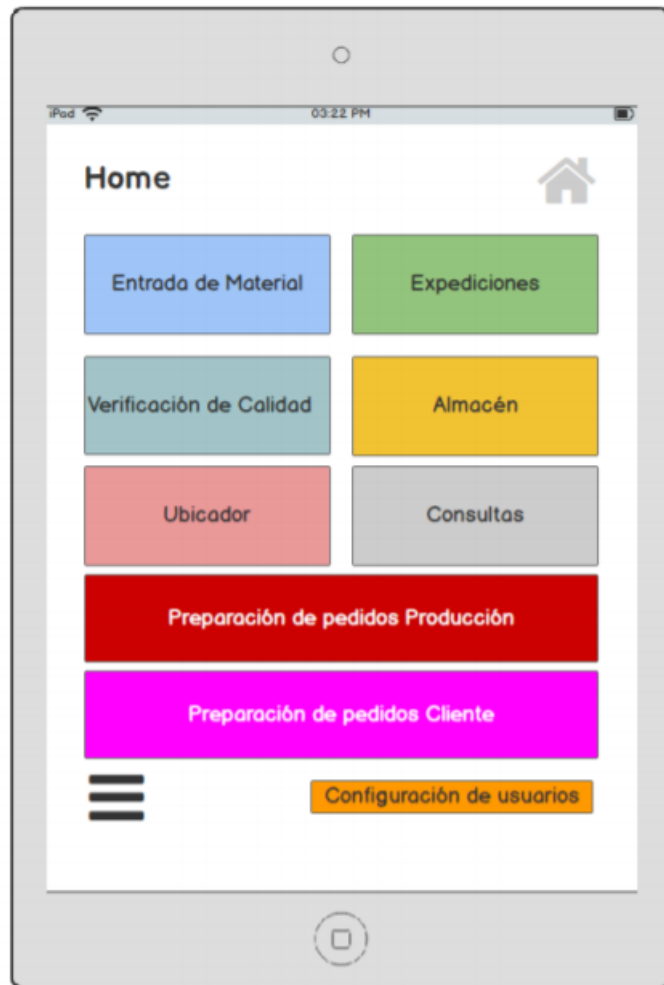 iPad 03:22 PM
Home
Entrada de Material Expediciones
Verificación de Calidad Almacén
Ubicador Consultas
Preparación de pedidos Producción
Preparación de pedidos Cliente
Configuración de usuarios